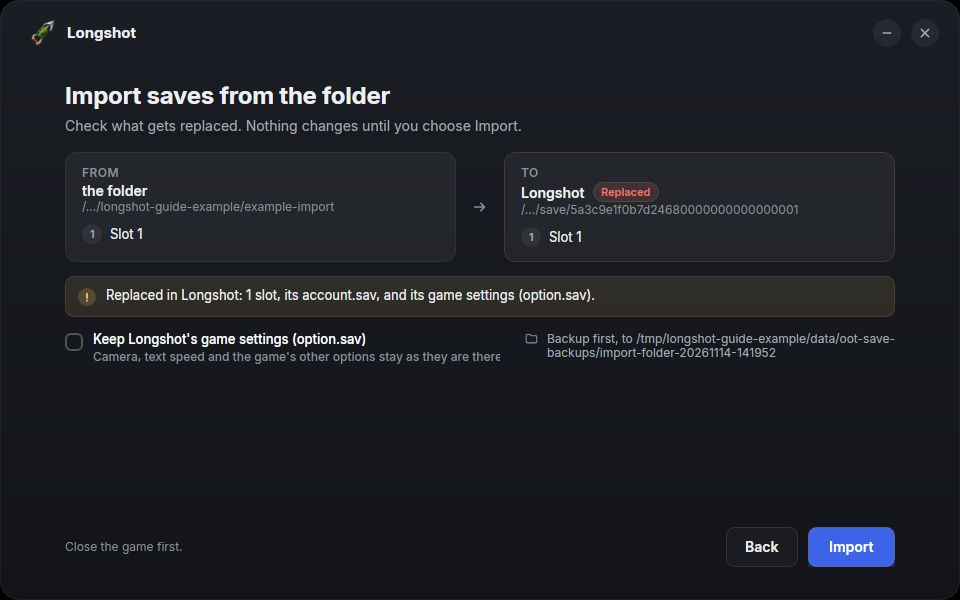 Longshot
Import saves from the folder
Check what gets replaced. Nothing changes until you choose Import.
FROM
the folder
/.../longshot-guide-example/example-import
1 Slot 1
TO
Longshot Replaced
/.../save/5a3c9e1f0b7d24680000000000000001
1 Slot 1
Replaced in Longshot: 1 slot, its account.sav, and its game settings (option.sav).
Keep Longshot's game settings (option.sav)
Camera, text speed and the game's other options stay as they are there
Backup first, to /tmp/longshot-guide-example/data/oot-save-
backups/import-folder-20261114-141952
Close the game first.
Back
Import